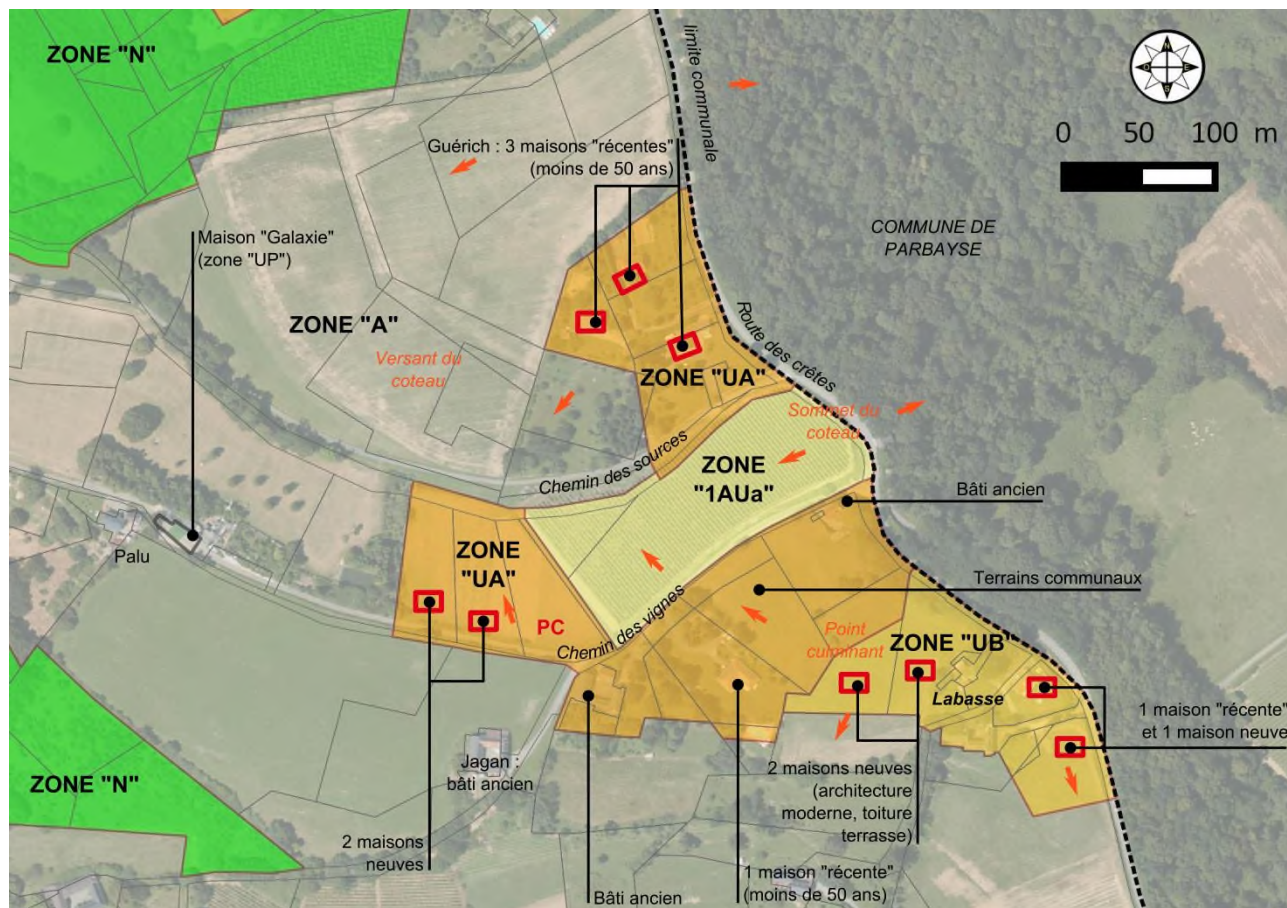 ZONE "N"
limite communale
N
E
S
O
0 50 100 m
Guérich : 3 maisons "récentes"
(moins de 50 ans)
COMMUNE DE
PARBAYSE
Maison "Galaxie"
(zone "UP")
ZONE "A"
Versant du
coteau
Route des crêtes
ZONE "UA"
Sommet du
coteau
Chemin des sources
ZONE
"1AUa"
Bâti ancien
Palu
ZONE
"UA"
Terrains communaux
PC
Chemin des vignes
Point
culminant
ZONE "UB"
Labasse
1 maison "récente"
et 1 maison neuve
Jagan :
bâti ancien
ZONE "N"
2 maisons neuves
(architecture
moderne, toiture
terrasse)
2 maisons
neuves
Bâti ancien
1 maison "récente"
(moins de 50 ans)